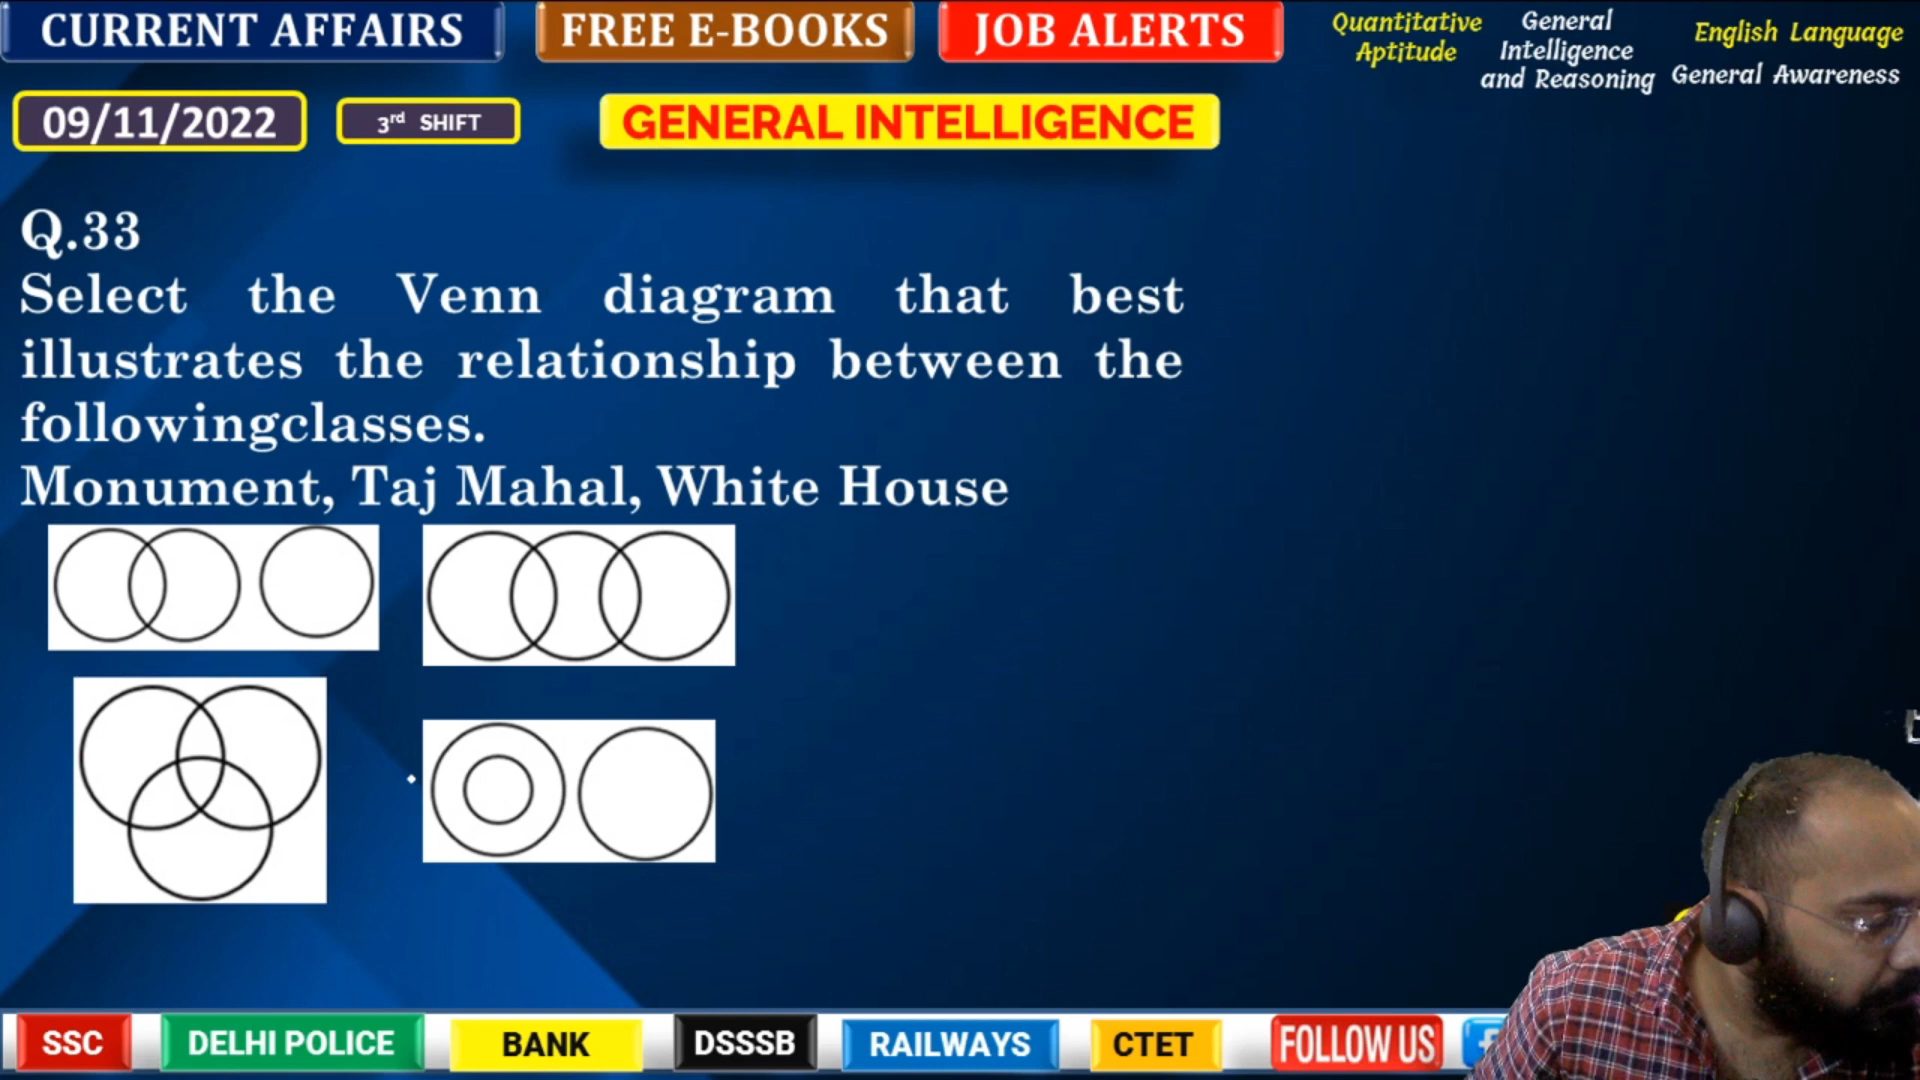 CURRENT AFFAIRS
FREE E-BOOKS
JOB ALERTS
Quantitative
Aptitude
General
Intelligence
and Reasoning
English Language
General Awareness
09/11/2022
3rd SHIFT
GENERAL INTELLIGENCE
Q.33
Select the Venn diagram that best
illustrates the relationship between the
followingclasses.
Monument, Taj Mahal, White House
SSC
DELHI POLICE
BANK
DSSSB
RAILWAYS
CTET
FOLLOW US